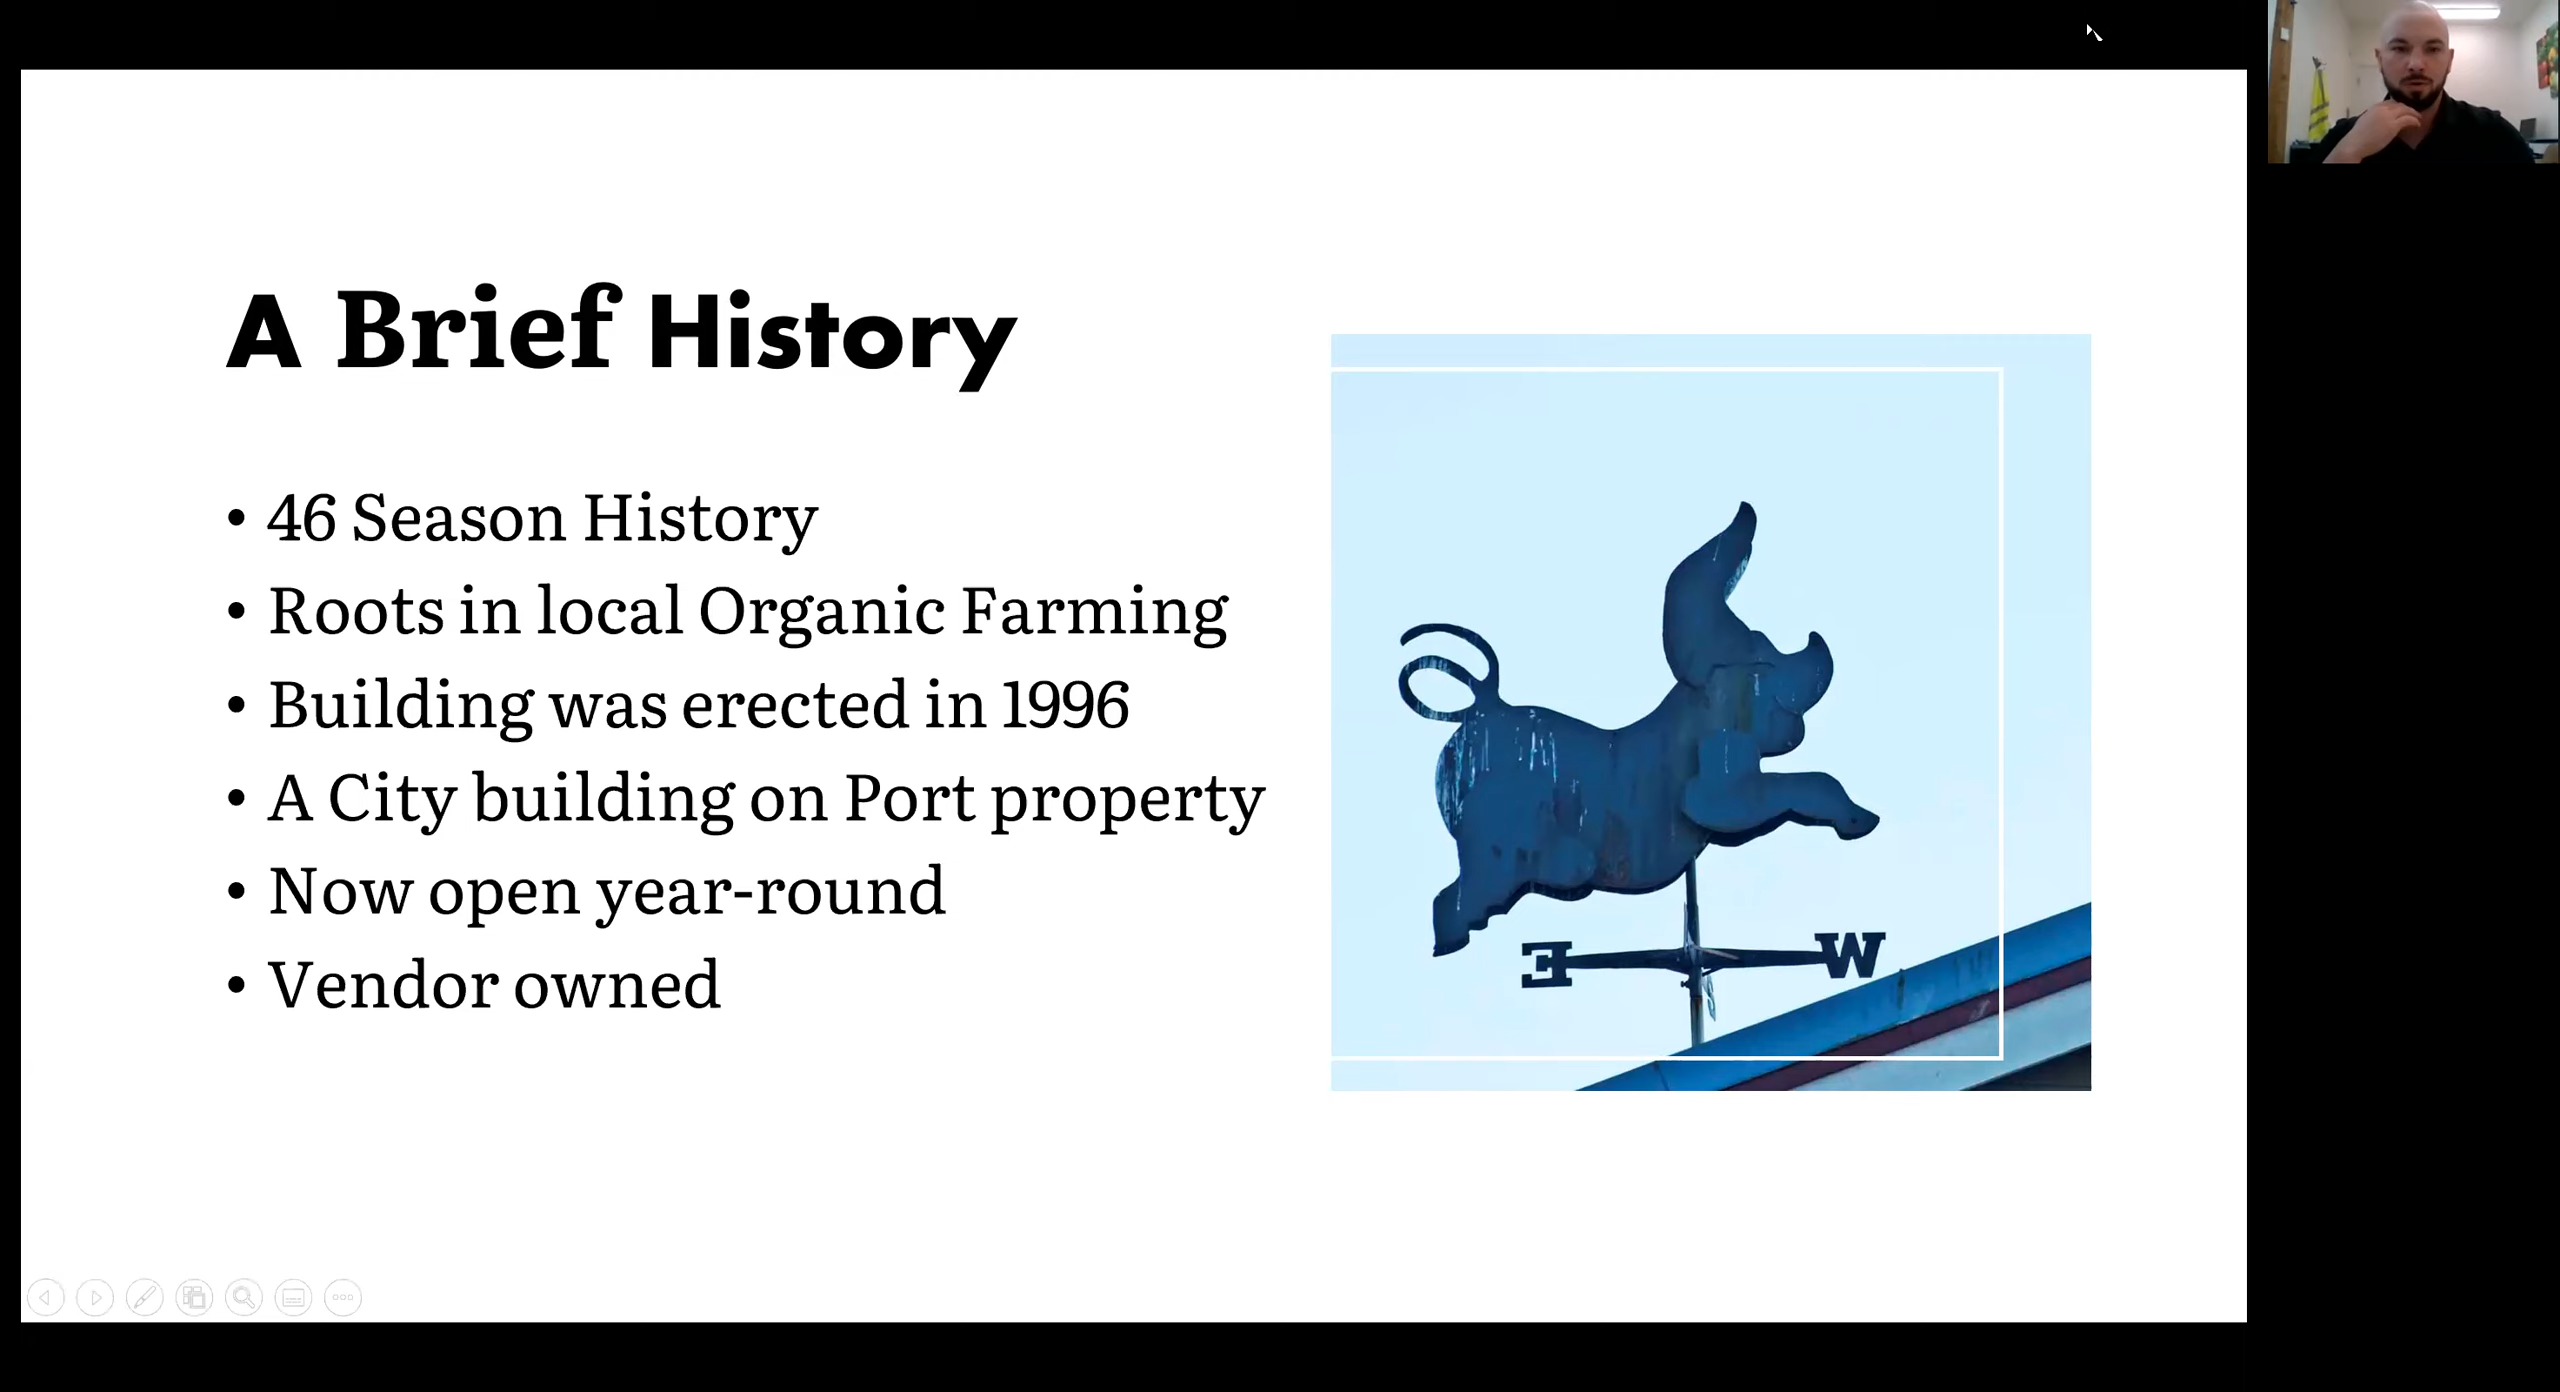 A Brief History
• 46 Season History
• Roots in local Organic Farming
• Building was erected in 1996
• A City building on Port property
• Now open year-round
• Vendor owned
E W